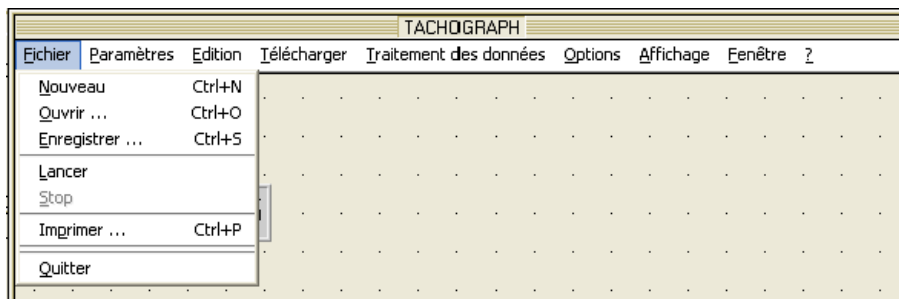 TACHOGRAPH
Fichier Paramètres Edition Télécharger Traitement des données Options Affichage Fenêtre ?
Nouveau Ctrl+N
Ouvrir ... Ctrl+O
Enregistrer ... Ctrl+S
Lancer
Stop
Imprimer ... Ctrl+P
Quitter